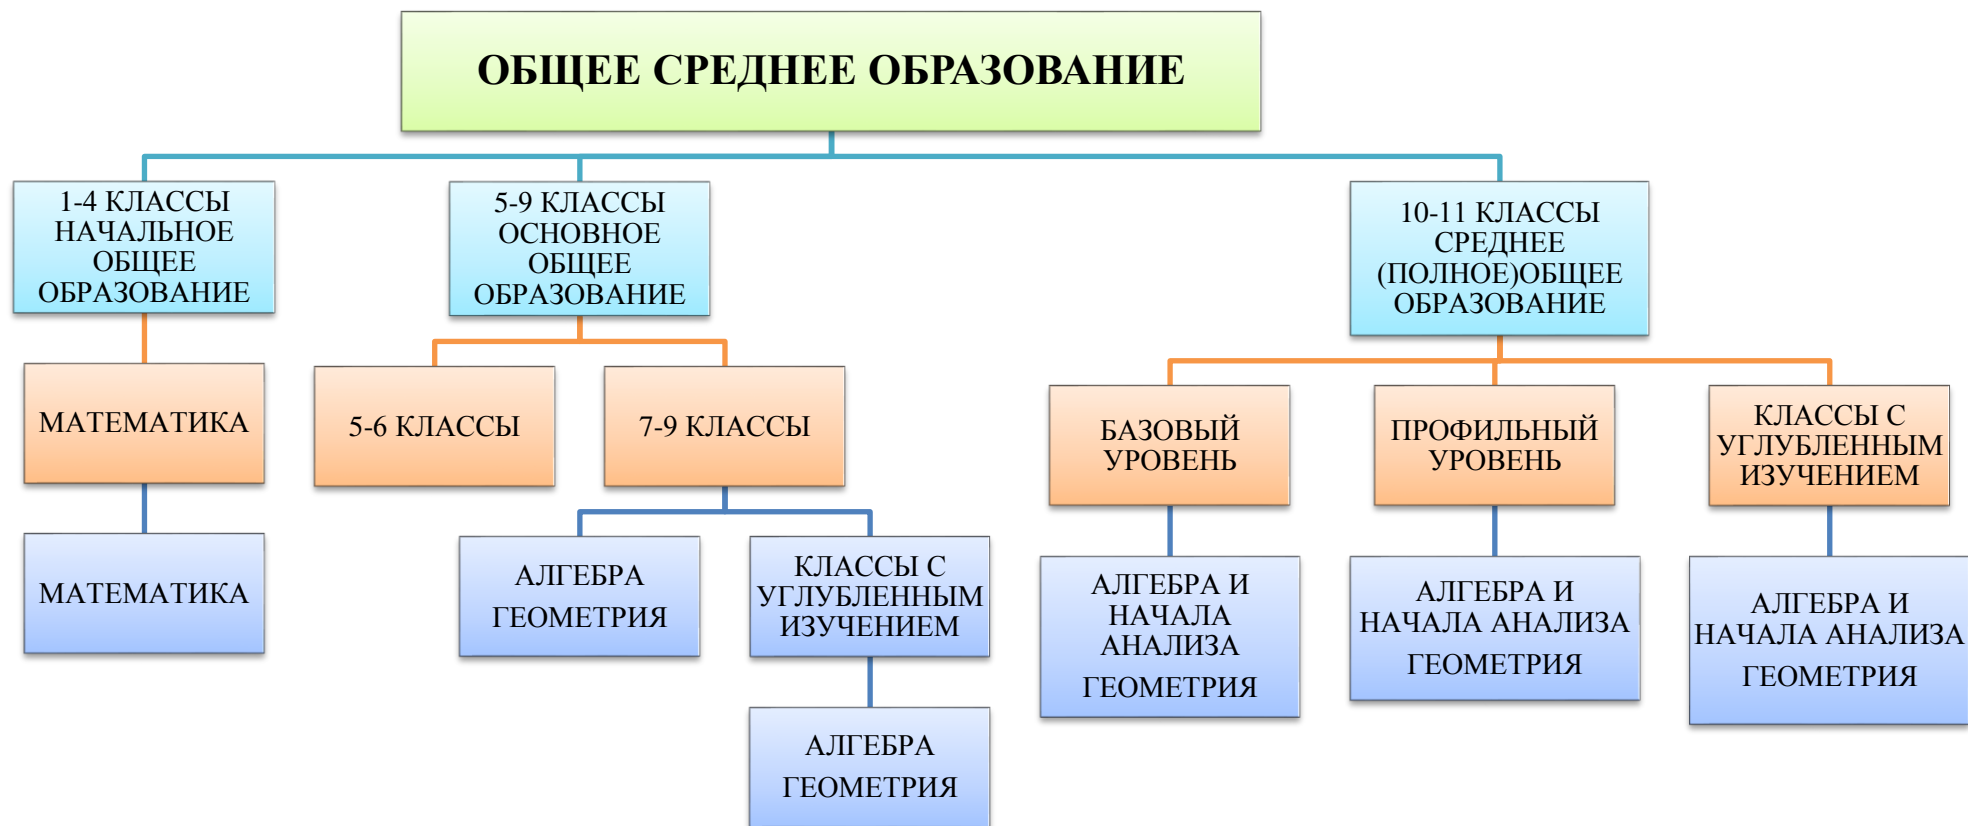 ОБЩЕЕ СРЕДНЕЕ ОБРАЗОВАНИЕ
1-4 КЛАССЫ
НАЧАЛЬНОЕ
ОБЩЕЕ
ОБРАЗОВАНИЕ
5-9 КЛАССЫ
ОСНОВНОЕ
ОБЩЕЕ
ОБРАЗОВАНИЕ
10-11 КЛАССЫ
СРЕДНЕЕ
(ПОЛНОЕ)ОБЩЕЕ
ОБРАЗОВАНИЕ
МАТЕМАТИКА
5-6 КЛАССЫ
7-9 КЛАССЫ
БАЗОВЫЙ
УРОВЕНЬ
ПРОФИЛЬНЫЙ
УРОВЕНЬ
КЛАССЫ С
УГЛУБЛЕННЫМ
ИЗУЧЕНИЕМ
МАТЕМАТИКА
АЛГЕБРА
ГЕОМЕТРИЯ
КЛАССЫ С
УГЛУБЛЕННЫМ
ИЗУЧЕНИЕМ
АЛГЕБРА И
НАЧАЛА
АНАЛИЗА
ГЕОМЕТРИЯ
АЛГЕБРА И
НАЧАЛА АНАЛИЗА
ГЕОМЕТРИЯ
АЛГЕБРА И
НАЧАЛА АНАЛИЗА
ГЕОМЕТРИЯ
АЛГЕБРА
ГЕОМЕТРИЯ